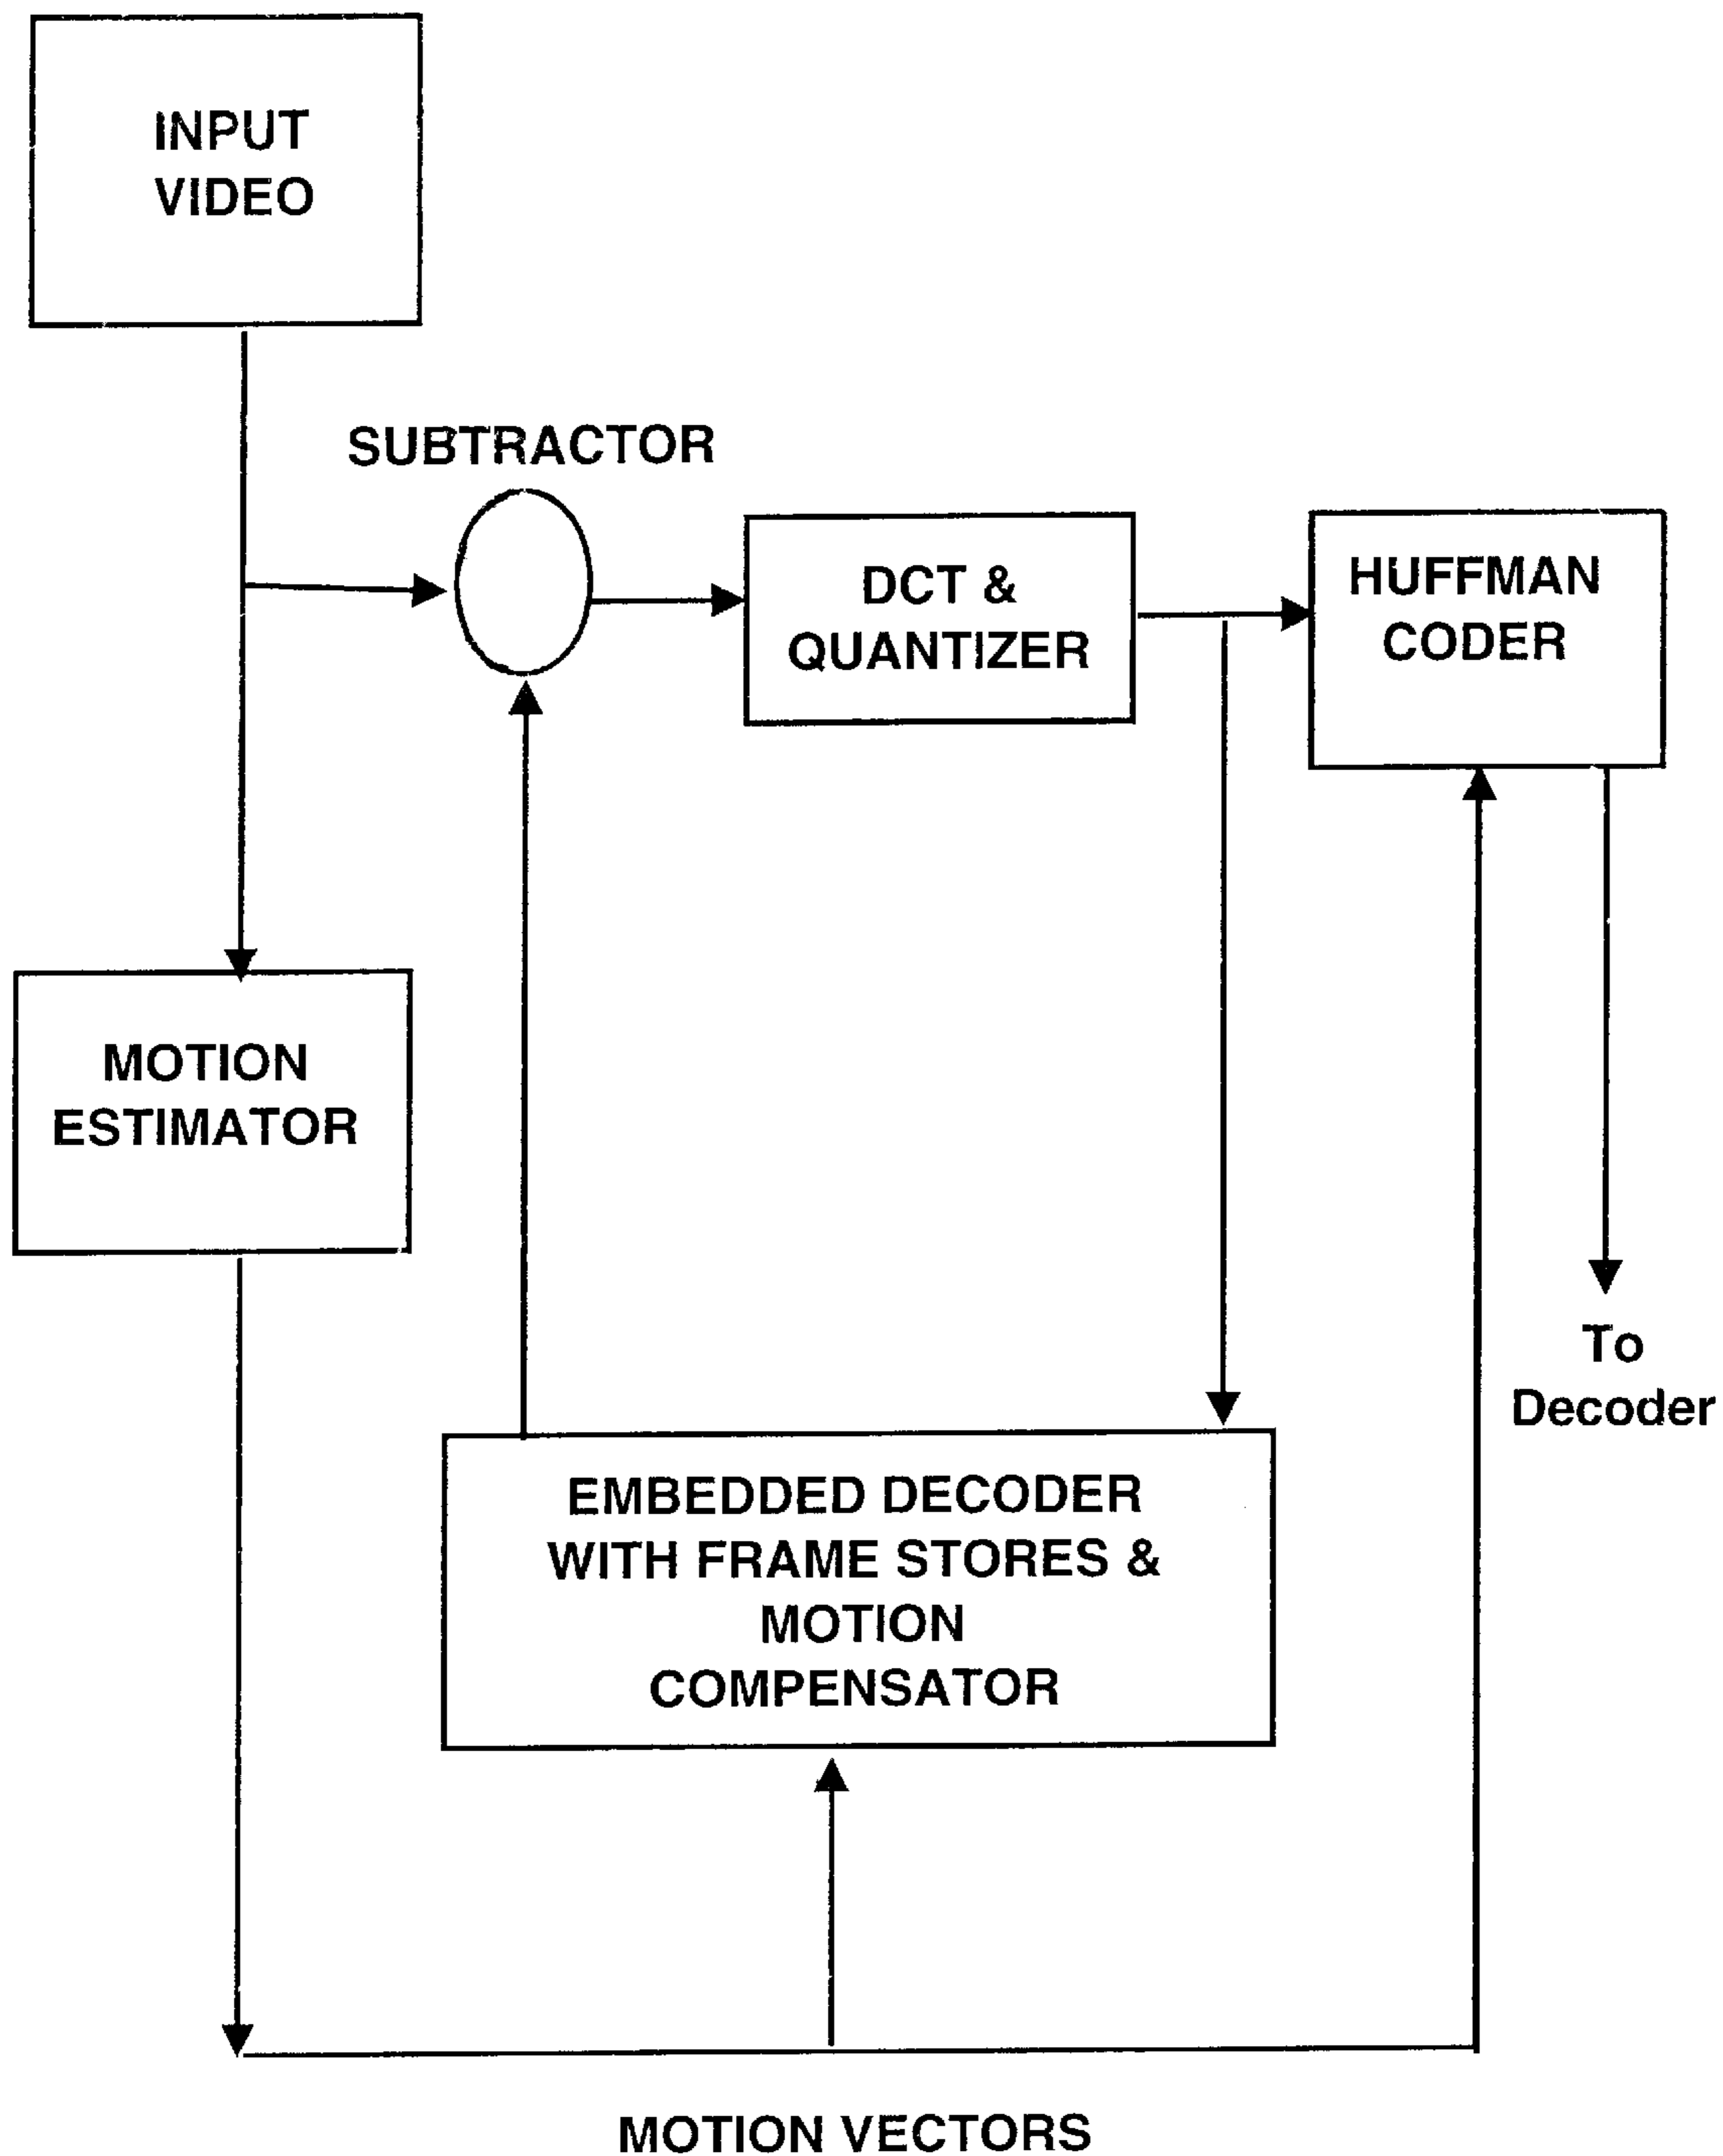 INPUT
VIDEO
SUBTRACTOR
DCT &
QUANTIZER
HUFFMAN
CODER
MOTION
ESTIMATOR
To
Decoder
EMBEDDED DECODER
WITH FRAME STORES &
MOTION
COMPENSATOR
MOTION VECTORS